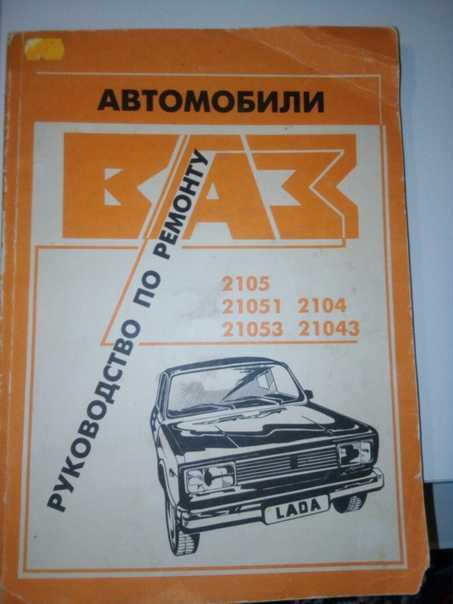 АВТОМОБИЛИ
ВАЗ
РУКОВОДСТВО ПО РЕМОНТУ
2105
21051 2104
21053 21043
LADA